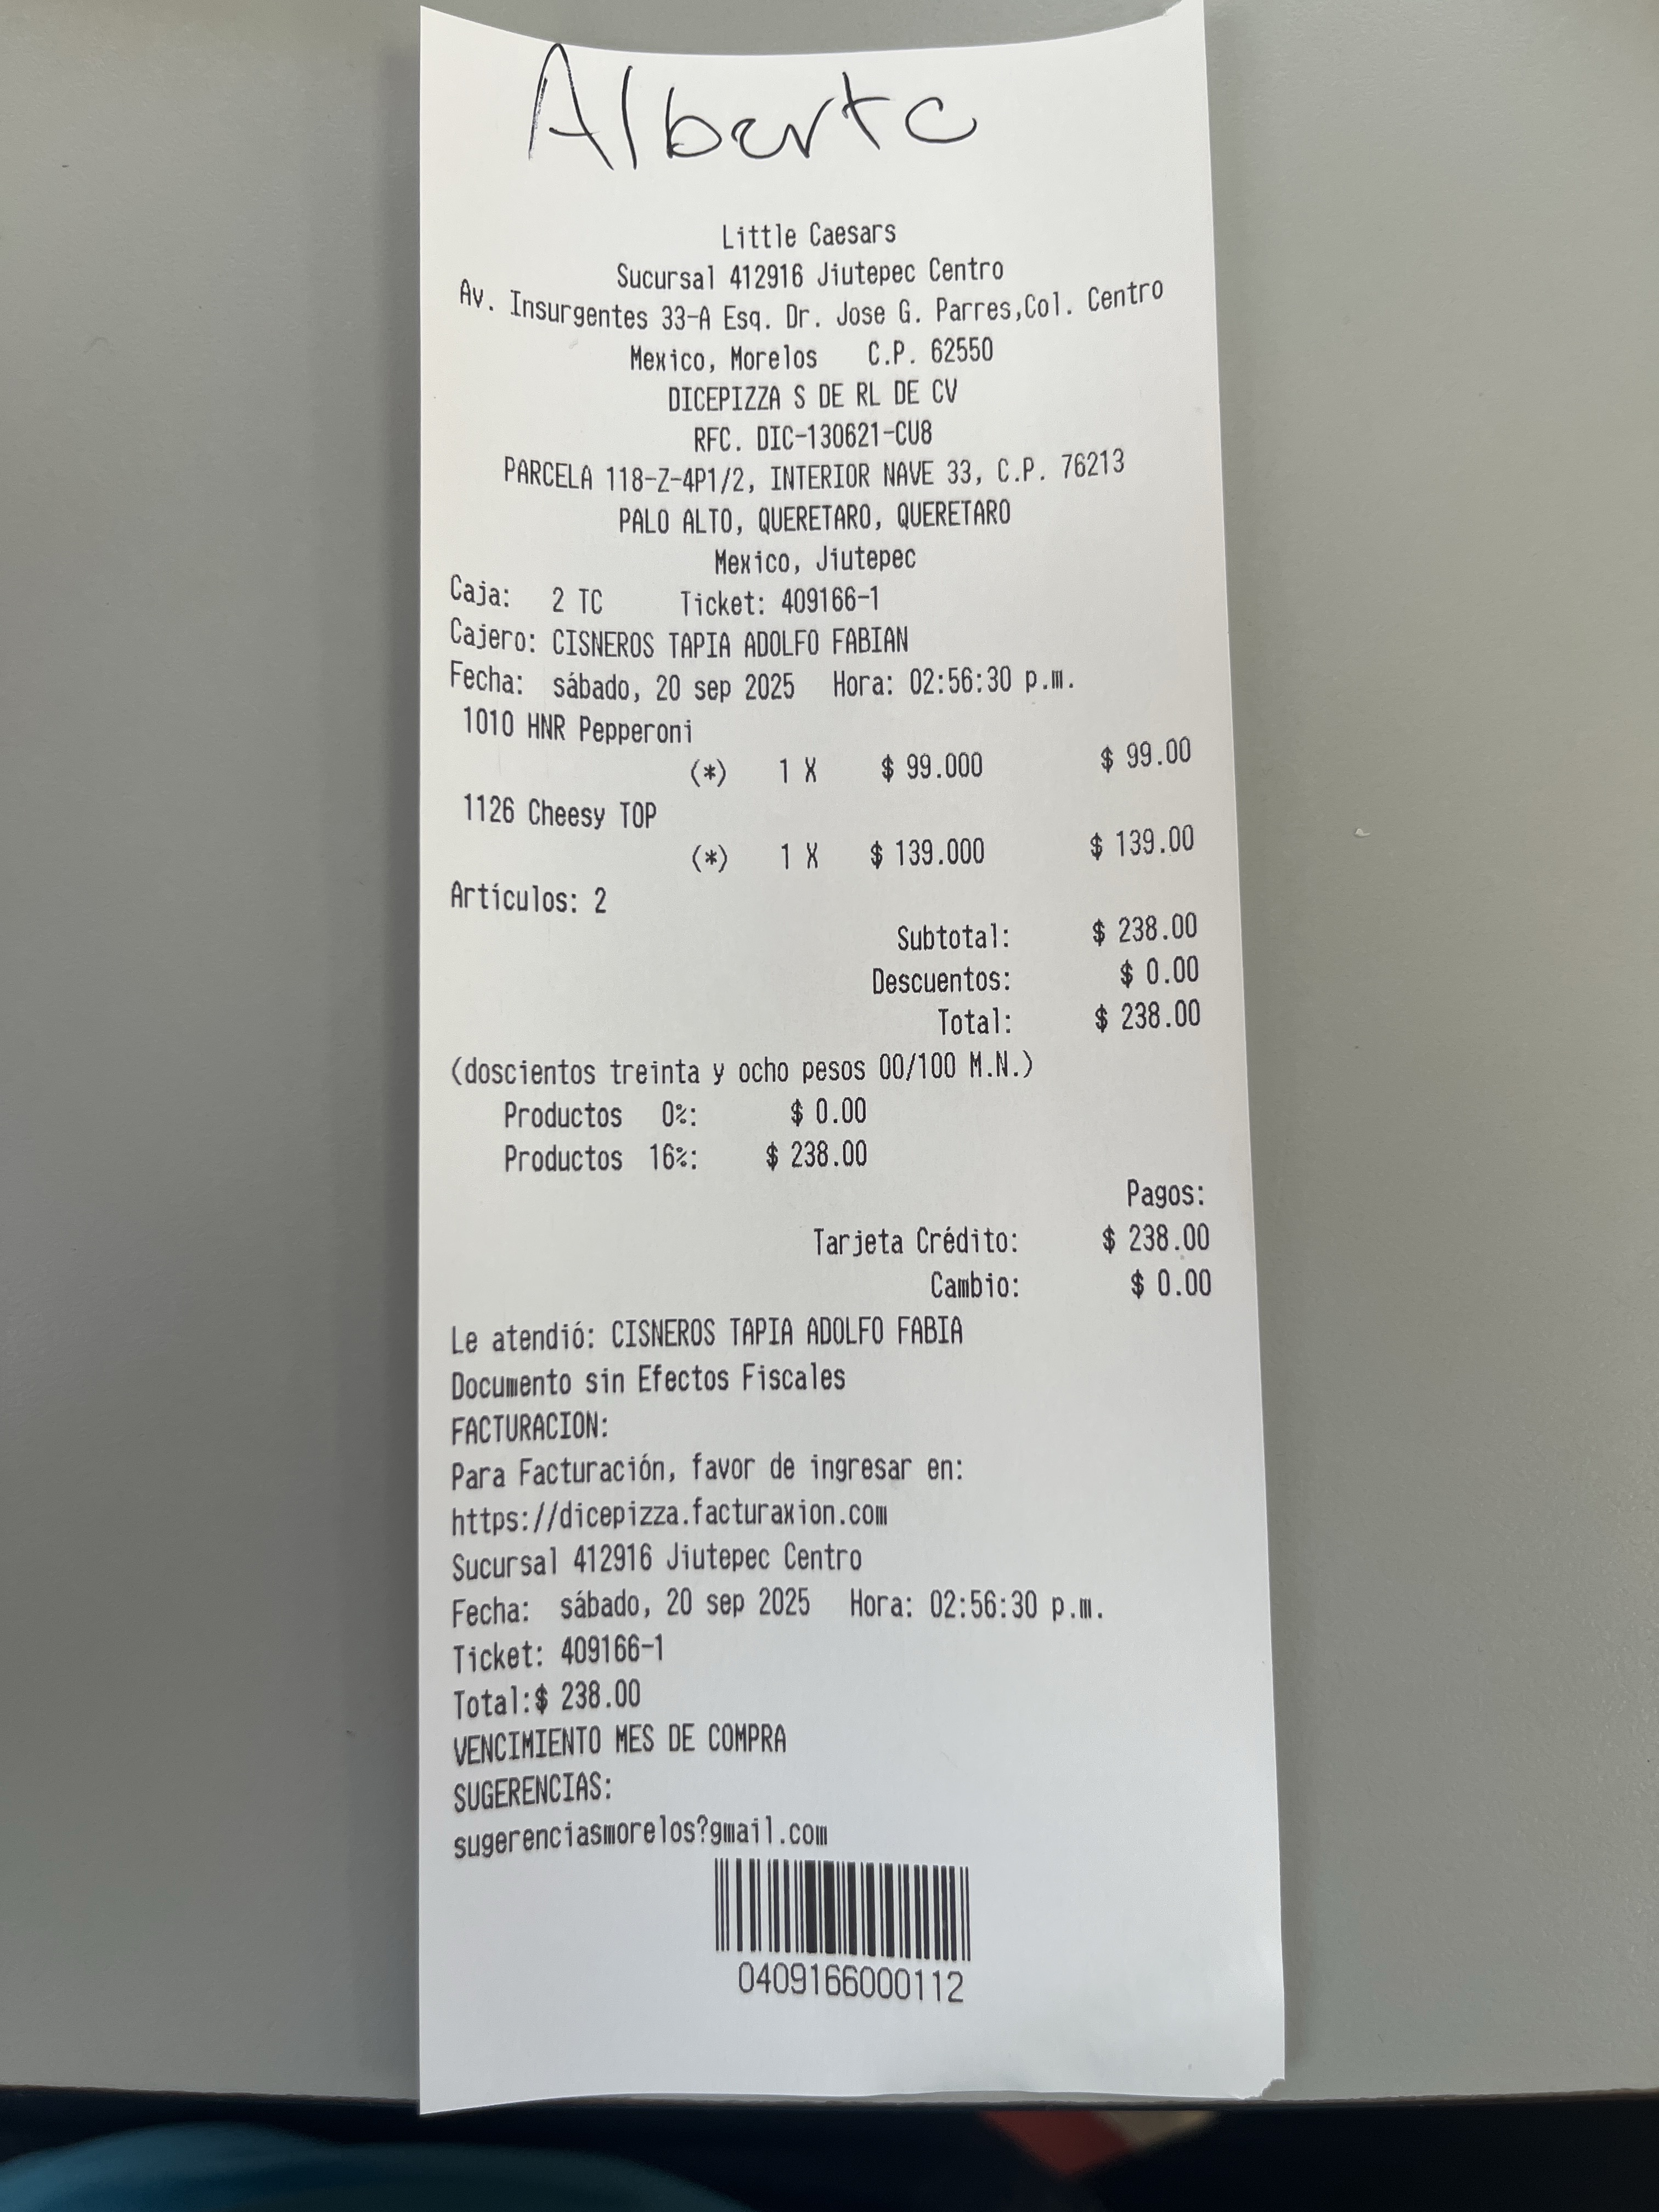 Alberto
Little Caesars
Sucursal 412916 Jiutepec Centro
Av. Insurgentes 33-A Esq. Dr. Jose G. Parres,Col. Centro
Mexico, Morelos C.P. 62550
DICEPIZZA S DE RL DE CV
RFC. DIC-130621-CU8
PARCELA 118-Z-4P1/2, INTERIOR NAVE 33, C.P. 76213
PALO ALTO, QUERETARO, QUERETARO
Mexico, Jiutepec
Caja: 2 TC Ticket: 409166-1
Cajero: CISNEROS TAPIA ADOLFO FABIAN
Fecha: sábado, 20 sep 2025 Hora: 02:56:30 p.m.
1010 HNR Pepperoni
(*) 1 X $ 99.000 $ 99.00
1126 Cheesy TOP
(*) 1 X $ 139.000 $ 139.00
Artículos: 2
Subtotal: $ 238.00
Descuentos: $ 0.00
Total: $ 238.00
(doscientos treinta y ocho pesos 00/100 M.N.)
Productos 0%: $ 0.00
Productos 16%: $ 238.00
Pagos:
Tarjeta Crédito: $ 238.00
Cambio: $ 0.00
Le atendió: CISNEROS TAPIA ADOLFO FABIA
Documento sin Efectos Fiscales
FACTURACION:
Para Facturación, favor de ingresar en:
https://dicepizza.facturaxion.com
Sucursal 412916 Jiutepec Centro
Fecha: sábado, 20 sep 2025 Hora: 02:56:30 p.m.
Ticket: 409166-1
Total:$ 238.00
VENCIMIENTO MES DE COMPRA
SUGERENCIAS:
sugerenciasmorelos?gmail.com
0409166000112